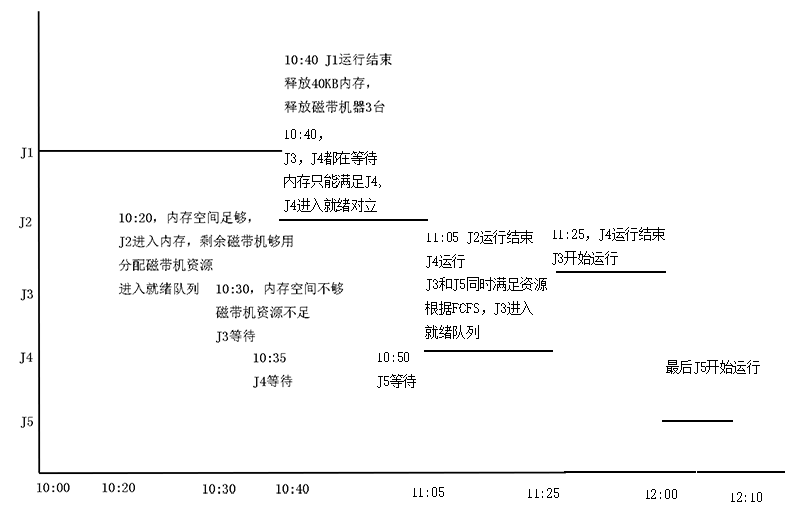 10:40 J1运行结束
释放40KB内存，
释放磁带机器3台
10:40，
J3，J4都在等待
内存只能满足J4，
J4进入就绪对立
J1
J2
10:20，内存空间足够，
J2进入内存，剩余磁带机够用
分配磁带机资源
进入就绪队列
10:30，内存空间不够
磁带机资源不足
J3等待
11:05 J2运行结束
J4运行
J3和J5同时满足资源
根据FCFS，J3进入
就绪队列
11:25，J4运行结束
J3开始运行
J3
J4
10:35
J4等待
10:50
J5等待
最后J5开始运行
J5
10:00
10:20
10:30
10:40
11:05
11:25
12:00
12:10